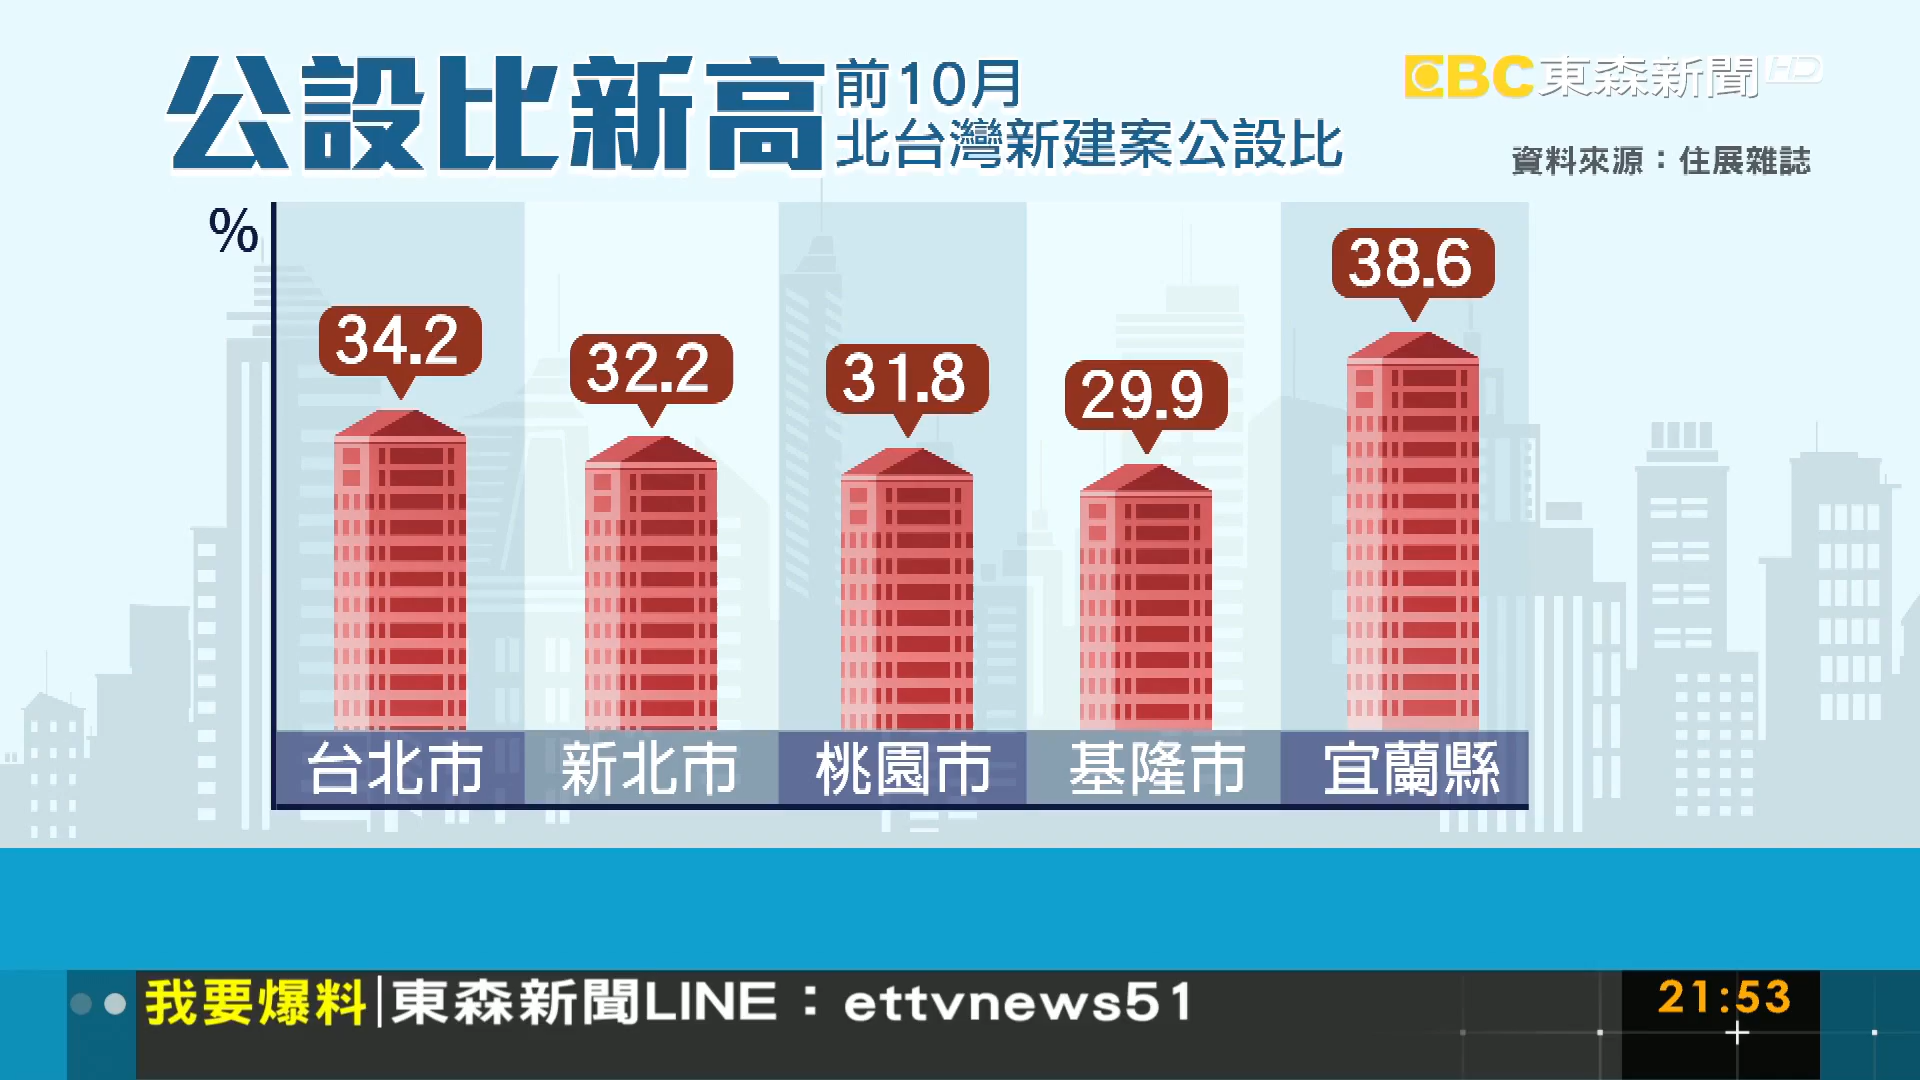 公設比新高
前10月
北台灣新建案公設比
EBC東森新聞HD
資料來源：住展雜誌
%
34.2
32.2
31.8
29.9
38.6
台北市
新北市
桃園市
基隆市
宜蘭縣
我要爆料|東森新聞LINE：ettvnews51
21:53